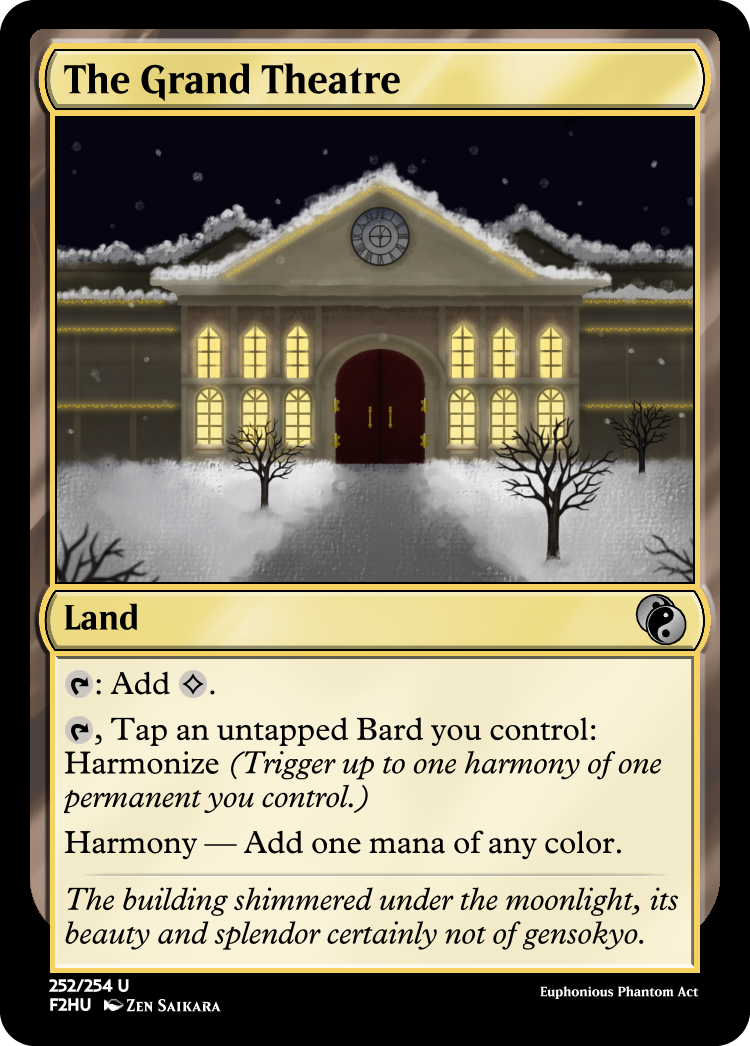 The Grand Theatre
Land
: Add .
, Tap an untapped Bard you control:
Harmonize (Trigger up to one harmony of one
permanent you control.)
Harmony — Add one mana of any color.
The building shimmered under the moonlight, its
beauty and splendor certainly not of gensokyo.
252/254 U
F2HU Zen Saikara
Euphonious Phantom Act